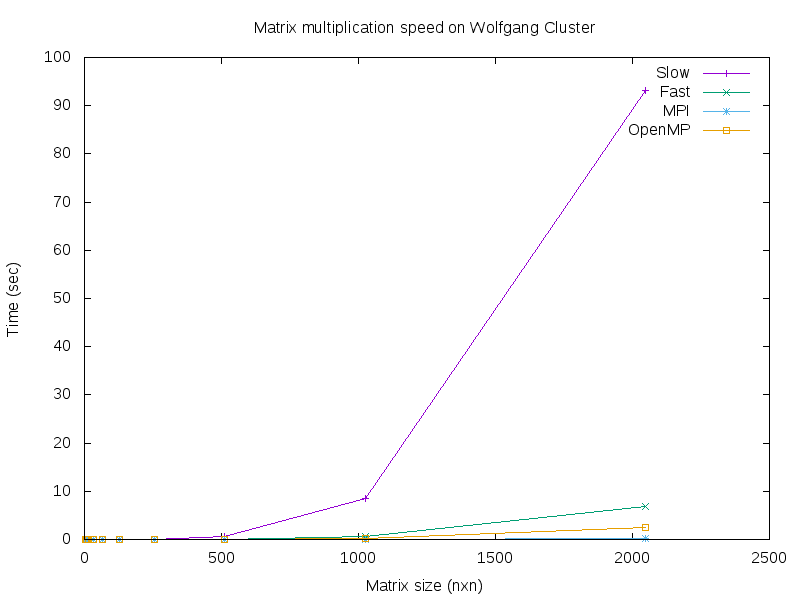 Matrix multiplication speed on Wolfgang Cluster
100
90
80
70
60
50
40
30
20
10
0
Time (sec)
Slow
Fast
MPI
OpenMP
0 500 1000 1500 2000 2500
Matrix size (nxn)